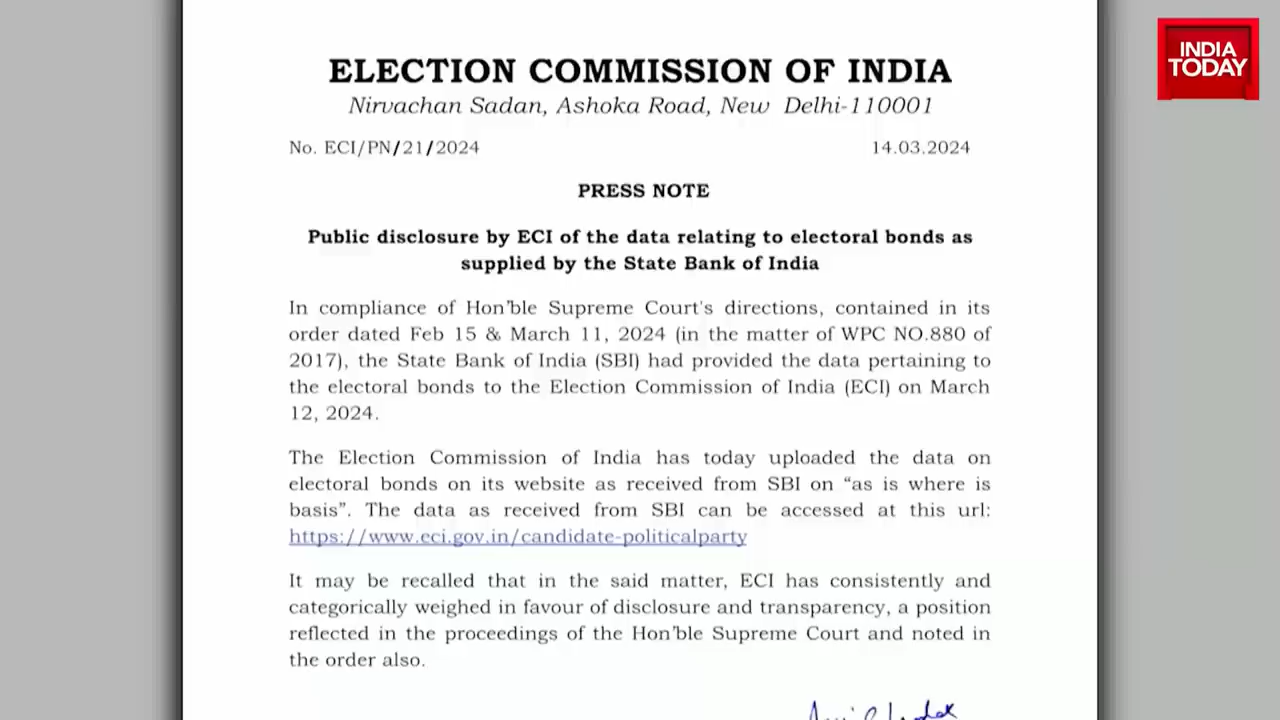 ELECTION COMMISSION OF INDIA
Nirvachan Sadan, Ashoka Road, New Delhi-110001
No. ECI/PN/21/2024 14.03.2024
PRESS NOTE
Public disclosure by ECI of the data relating to electoral bonds as
supplied by the State Bank of India
In compliance of Hon'ble Supreme Court's directions, contained in its
order dated Feb 15 & March 11, 2024 (in the matter of WPC NO.880 of
2017), the State Bank of India (SBI) had provided the data pertaining to
the electoral bonds to the Election Commission of India (ECI) on March
12, 2024.
The Election Commission of India has today uploaded the data on
electoral bonds on its website as received from SBI on “as is where is
basis”. The data as received from SBI can be accessed at this url:
https://www.eci.gov.in/candidate-politicalparty
It may be recalled that in the said matter, ECI has consistently and
categorically weighed in favour of disclosure and transparency, a position
reflected in the proceedings of the Hon'ble Supreme Court and noted in
the order also.
INDIA
TODAY